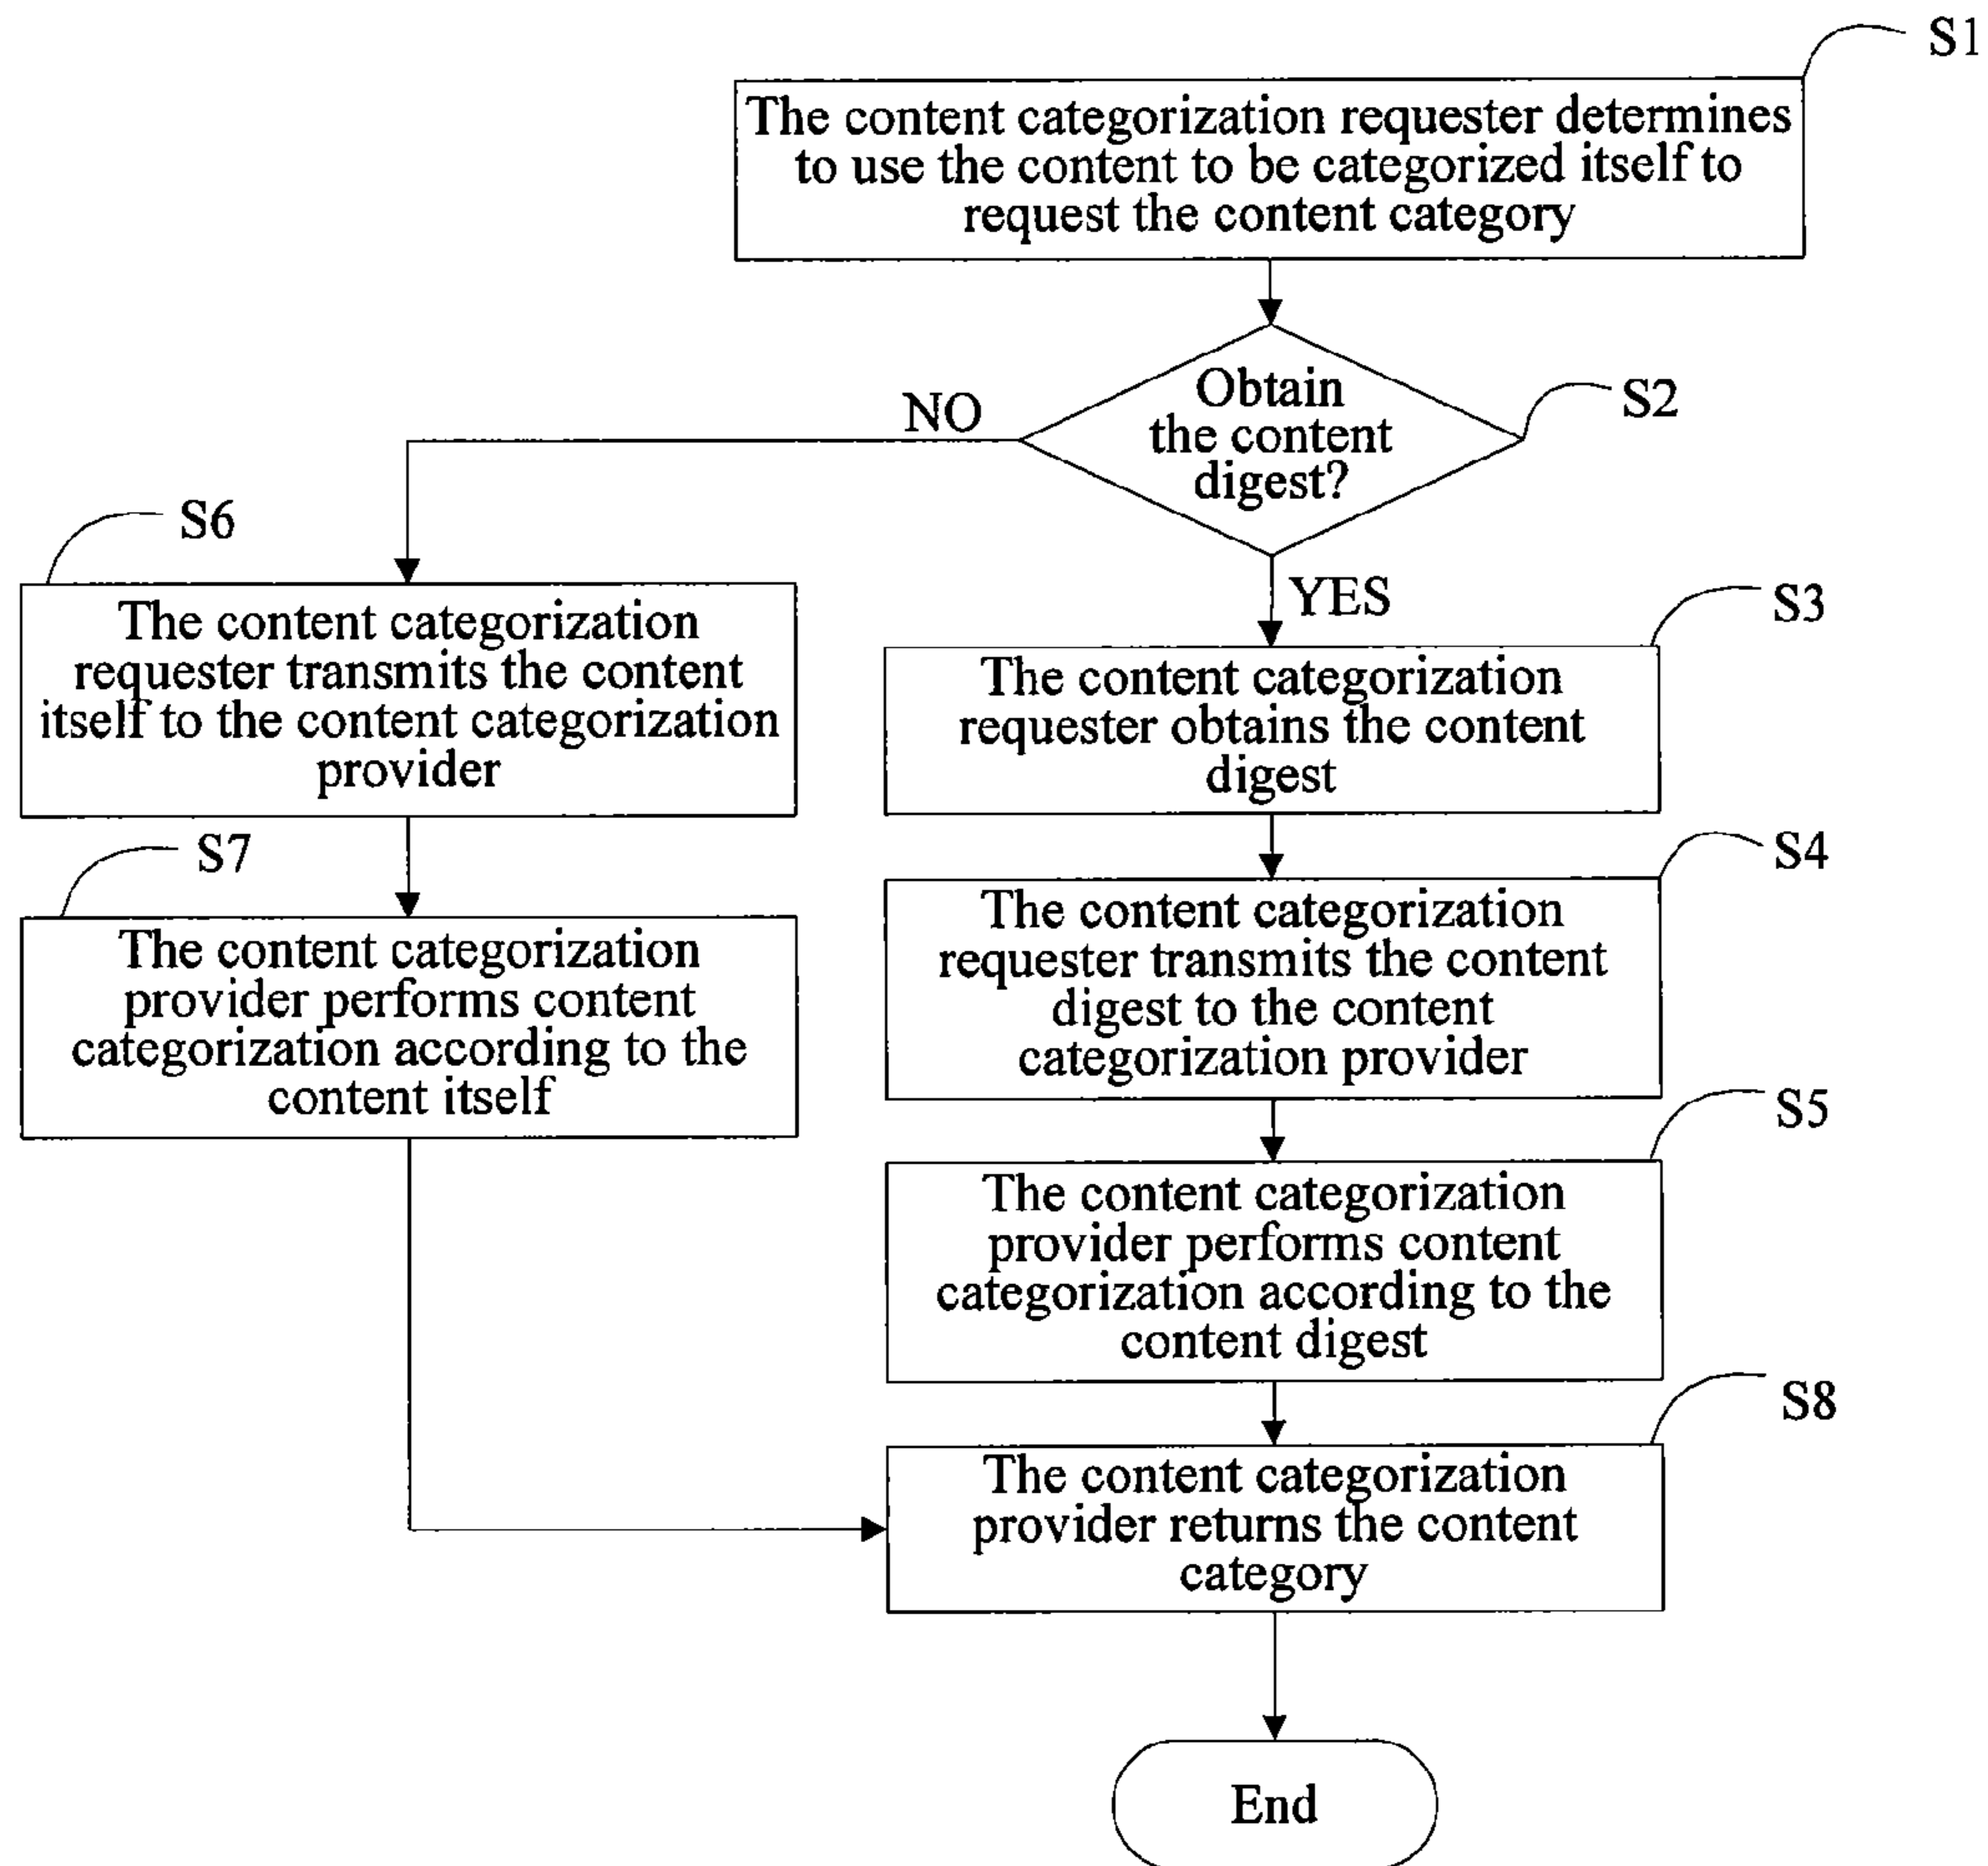 S1
The content categorization requester determines
to use the content to be categorized itself to
request the content category
Obtain
the content
digest?
S2
NO
YES
S6
The content categorization
requester transmits the content
itself to the content categorization
provider
S3
The content categorization
requester obtains the content
digest
S7
The content categorization
provider performs content
categorization according to the
content itself
S4
The content categorization
requester transmits the content
digest to the content
categorization provider
S5
The content categorization
provider performs content
categorization according to the
content digest
S8
The content categorization
provider returns the content
category
End